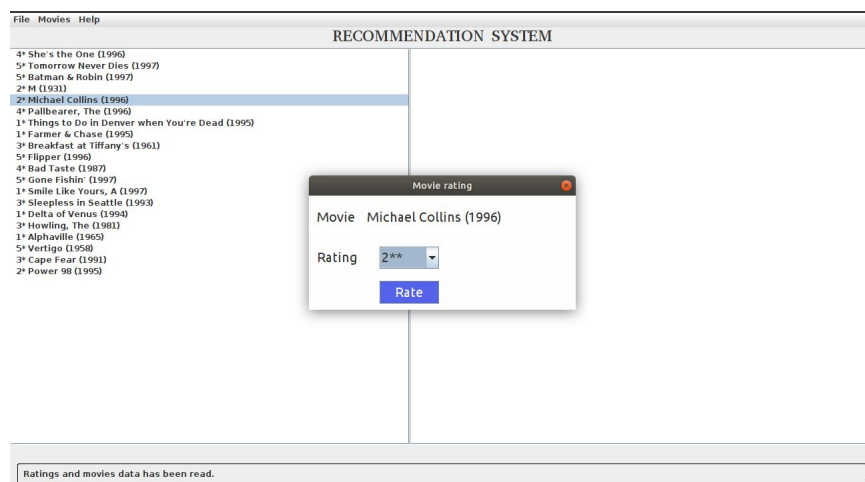 File Movies Help
RECOMMENDATION SYSTEM
4* She's the One (1996)
5* Tomorrow Never Dies (1997)
5* Batman & Robin (1997)
2* M (1931)
2* Michael Collins (1996)
4* Pallbearer, The (1996)
1* Things to Do in Denver when You're Dead (1995)
1* Farmer & Chase (1995)
3* Breakfast at Tiffany's (1961)
5* Flipper (1996)
4* Bad Taste (1987)
5* Gone Fishin' (1997)
1* Smile Like Yours, A (1997)
3* Sleepless in Seattle (1993)
1* Delta of Venus (1994)
3* Howling, The (1981)
1* Alphaville (1965)
5* Vertigo (1958)
3* Cape Fear (1991)
2* Power 98 (1995)
Movie rating
Movie Michael Collins (1996)
Rating 2**
Rate
Ratings and movies data has been read.